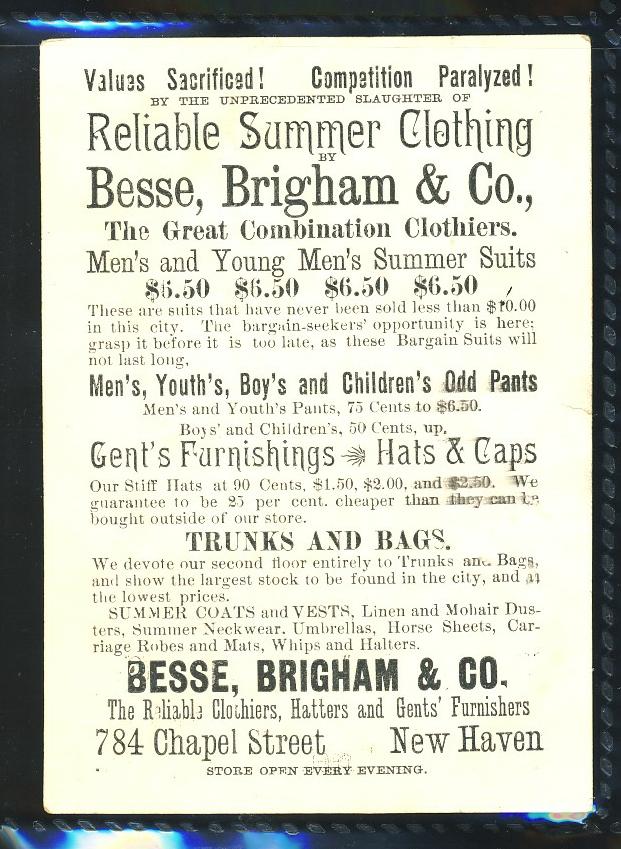 Values Sacrificed! Competition Paralyzed!
BY THE UNPRECEDENTED SLAUGHTER OF
Reliable Summer Clothing
BY
Besse, Brigham & Co.,
The Great Combination Clothiers.
Men's and Young Men's Summer Suits
$6.50 $6.50 $6.50 $6.50
These are suits that have never been sold less than $10.00
in this city. The bargain-seekers' opportunity is here;
grasp it before it is too late, as these Bargain Suits will
not last long,
Men's, Youth's, Boy's and Children's Odd Pants
Men's and Youth's Pants, 75 Cents to $6.50.
Boys' and Children's, 50 Cents, up.
Gent's Furnishings Hats & Caps
Our Stiff Hats at 90 Cents, $1.50, $2.00, and $2.50. We
guarantee to be 25 per cent. cheaper than they can be
bought outside of our store.
TRUNKS AND BAGS.
We devote our second floor entirely to Trunks and Bags,
and show the largest stock to be found in the city, and at
the lowest prices.
SUMMER COATS and VESTS, Linen and Mohair Dus-
ters, Summer Neckwear. Umbrellas, Horse Sheets, Car-
riage Robes and Mats, Whips and Halters.
BESSE, BRIGHAM & CO.
The Reliable Clothiers, Hatters and Gents' Furnishers
784 Chapel Street New Haven
STORE OPEN EVERY EVENING.